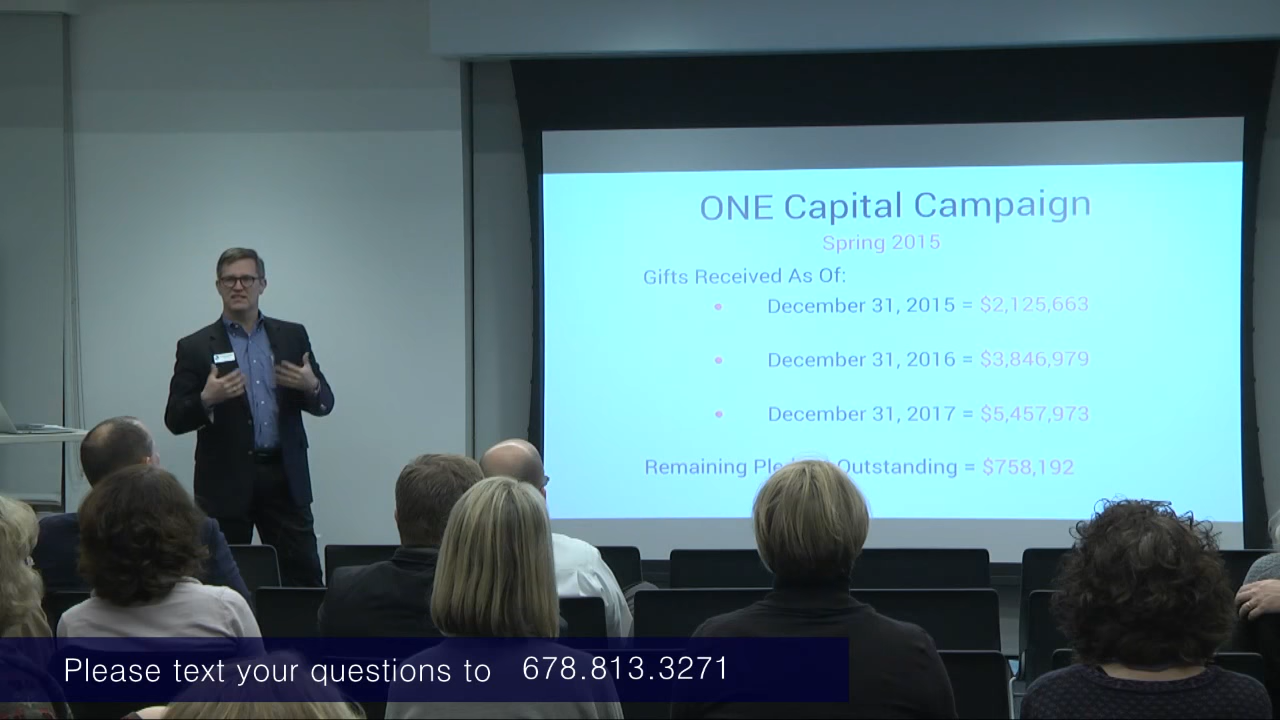 ONE Capital Campaign
Spring 2015
Gifts Received As Of:
• December 31, 2015 = $2,125,663
• December 31, 2016 = $3,846,979
• December 31, 2017 = $5,457,973
Remaining Outstanding = $758,192
Please text your questions to 678.813.3271